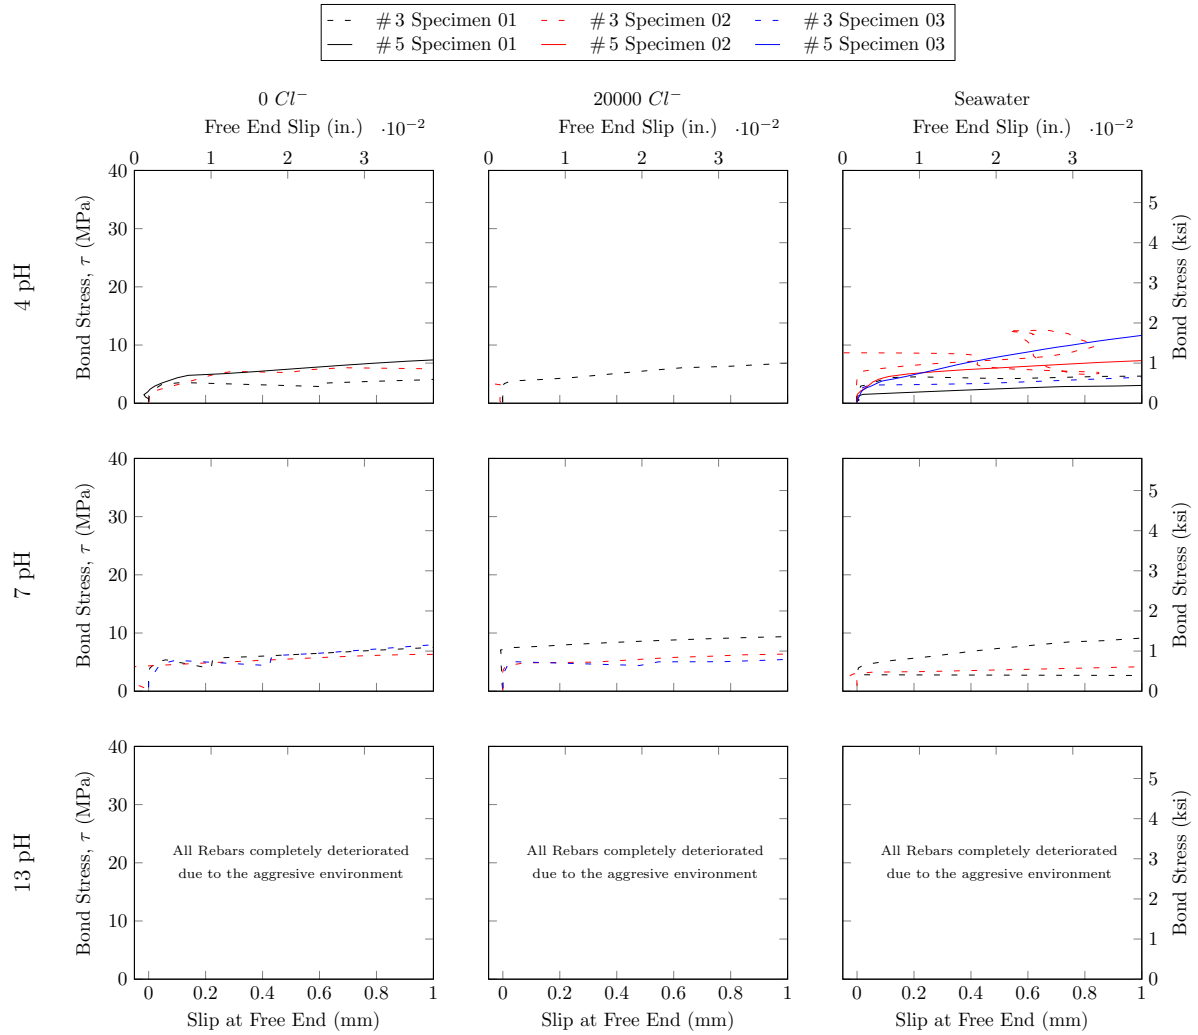 #3 Specimen 01 #3 Specimen 02 #3 Specimen 03
#5 Specimen 01 #5 Specimen 02 #5 Specimen 03
0 Cl⁻ 20000 Cl⁻ Seawater
Free End Slip (in.) ·10⁻² Free End Slip (in.) ·10⁻² Free End Slip (in.) ·10⁻²
0 1 2 3 0 1 2 3 0 1 2 3
4 pH
Bond Stress, τ (MPa)
40
30
20
10
0
5
4
3
2
1
0
Bond Stress (ksi)
7 pH
Bond Stress, τ (MPa)
40
30
20
10
0
5
4
3
2
1
0
Bond Stress (ksi)
13 pH
Bond Stress, τ (MPa)
40
30
20
10
0
All Rebars completely deteriorated
due to the aggresive environment
All Rebars completely deteriorated
due to the aggresive environment
All Rebars completely deteriorated
due to the aggresive environment
5
4
3
2
1
0
Bond Stress (ksi)
0 0.2 0.4 0.6 0.8 1 0 0.2 0.4 0.6 0.8 1 0 0.2 0.4 0.6 0.8 1
Slip at Free End (mm) Slip at Free End (mm) Slip at Free End (mm)